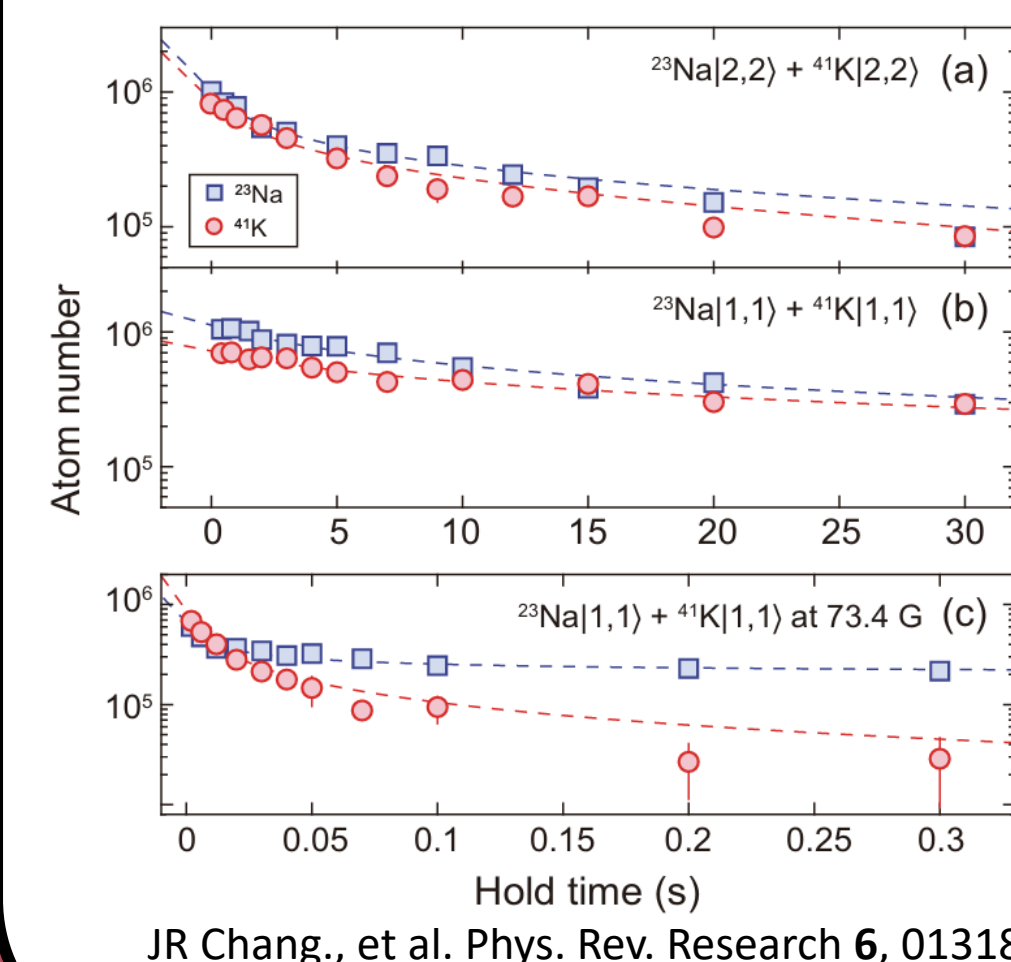 ²³Na|2,2⟩ + ⁴¹K|2,2⟩ (a)
10⁶
²³Na
⁴¹K
10⁵
²³Na|1,1⟩ + ⁴¹K|1,1⟩ (b)
10⁶
10⁵
0 5 10 15 20 25 30
Atom number
²³Na|1,1⟩ + ⁴¹K|1,1⟩ at 73.4 G (c)
10⁶
10⁵
0 0.05 0.1 0.15 0.2 0.25 0.3
Hold time (s)
JR Chang., et al. Phys. Rev. Research 6, 01318